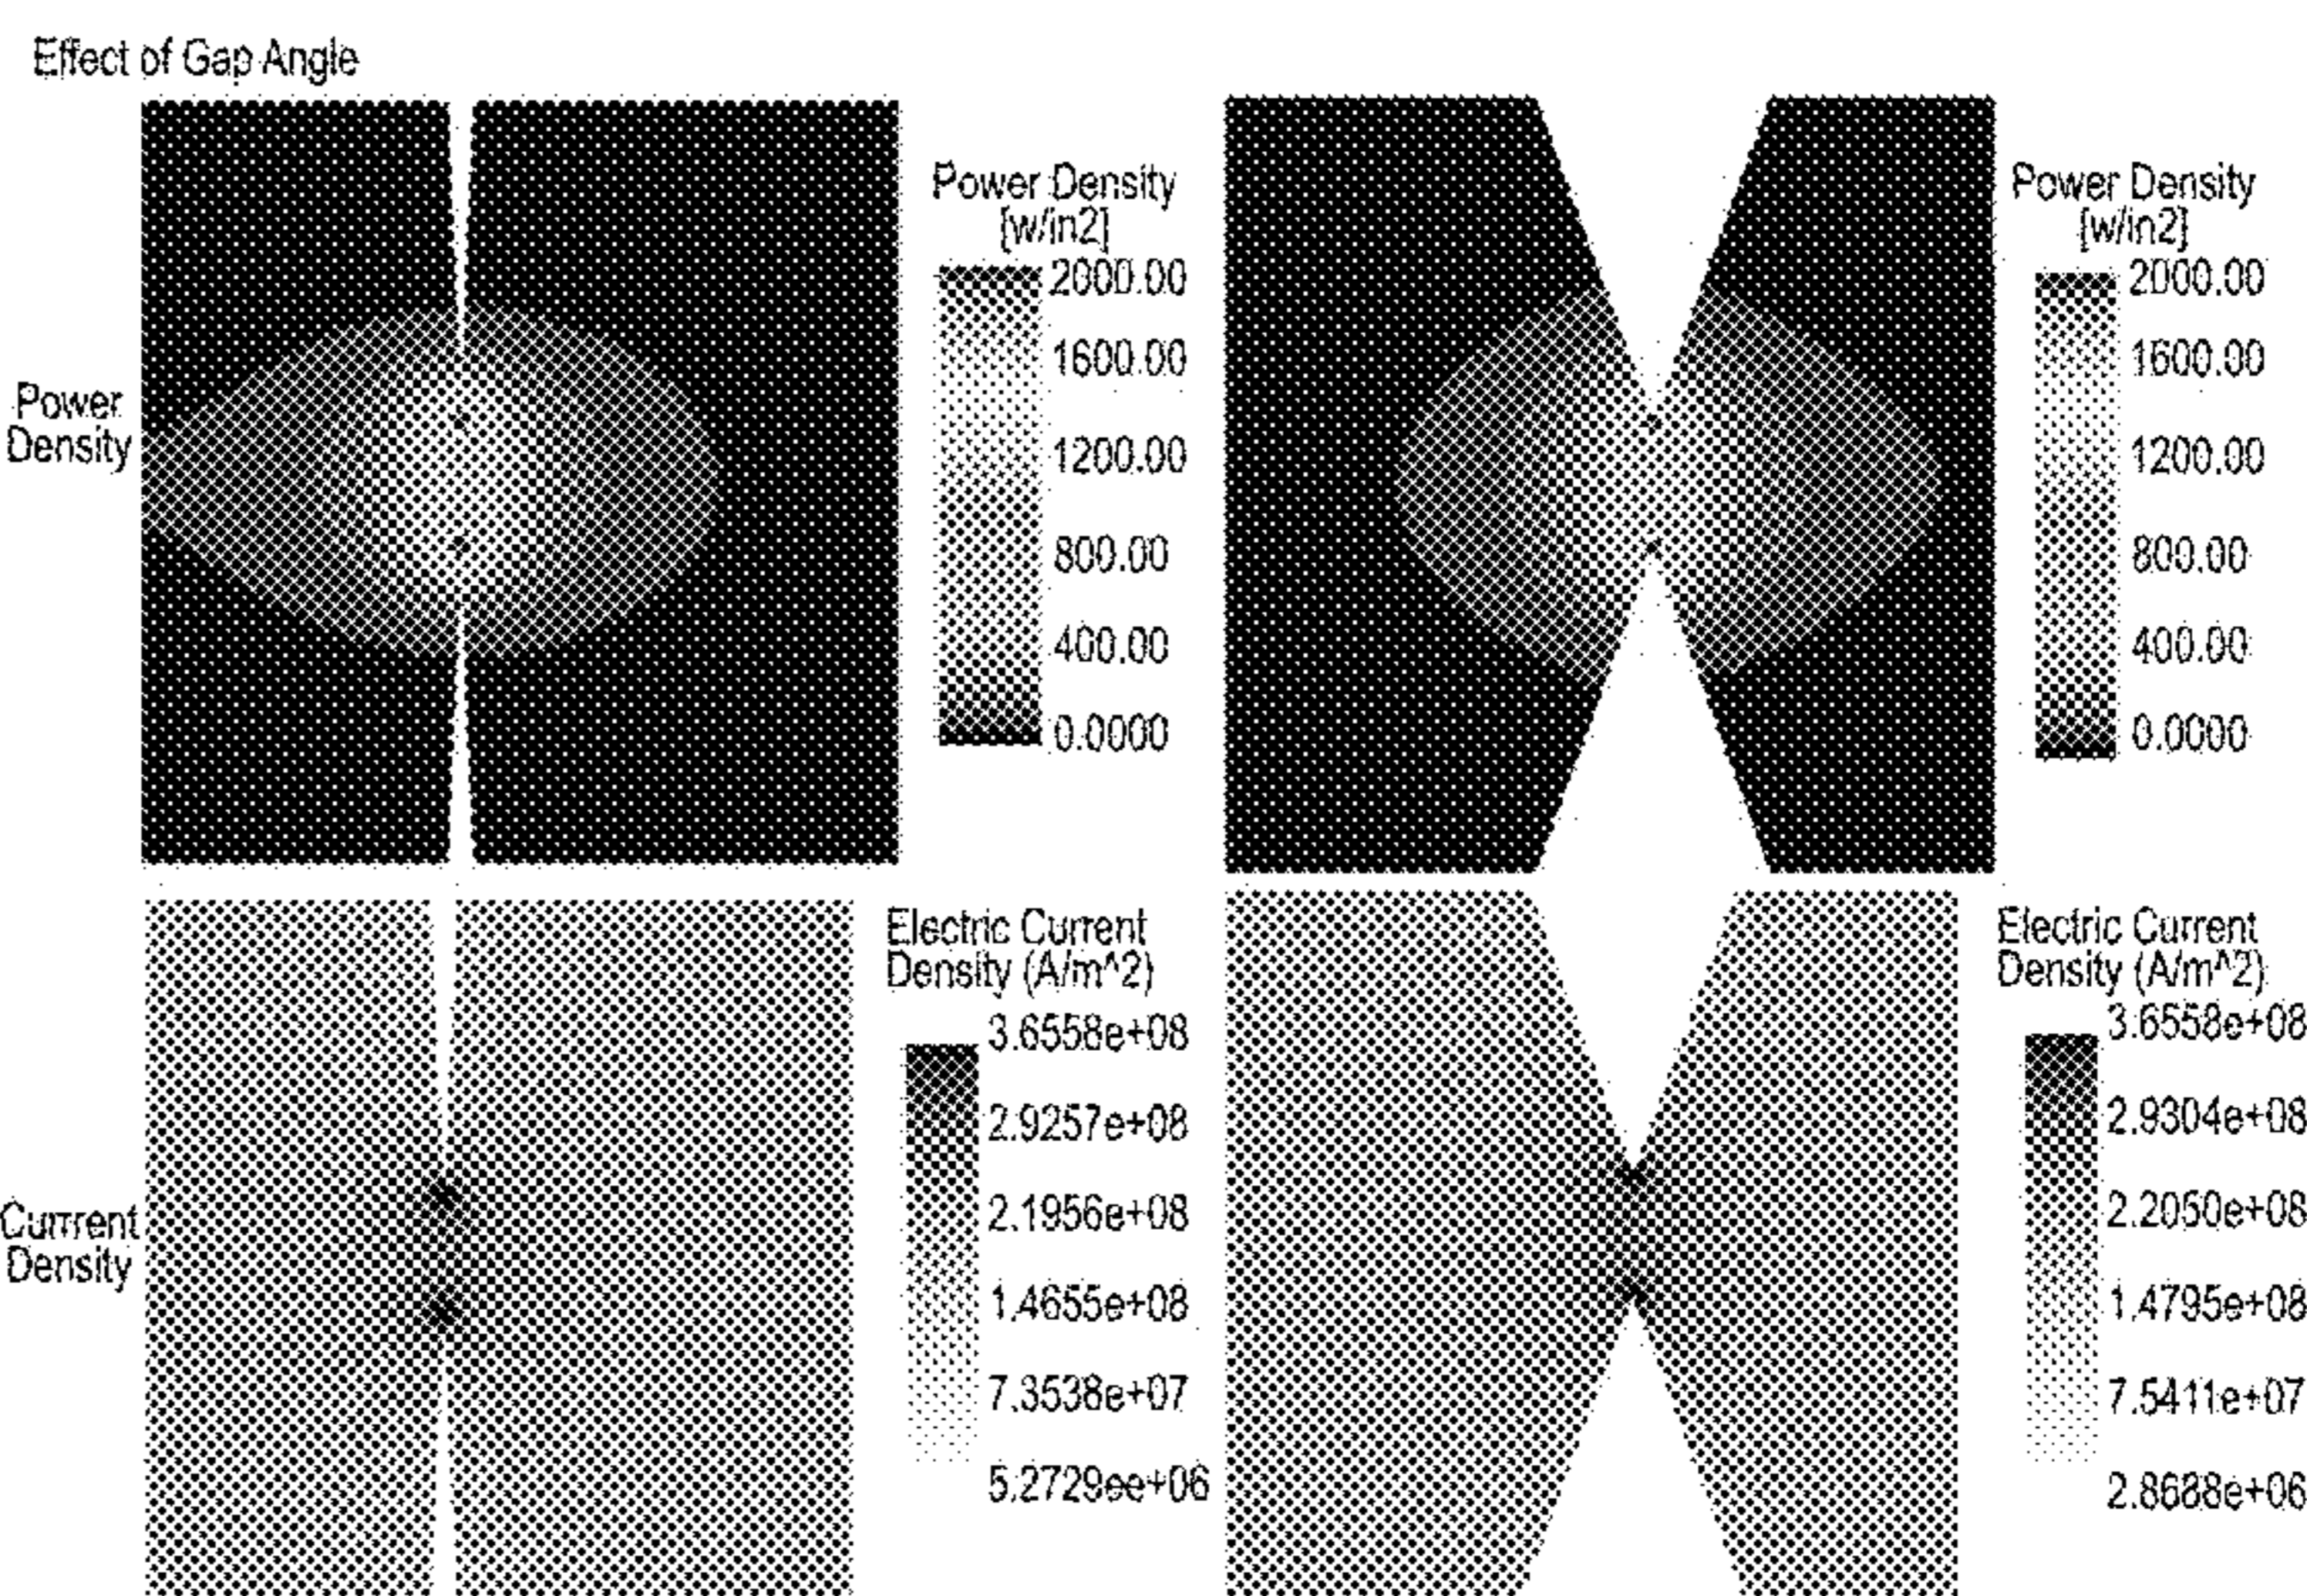 Effect of Gap Angle
Power
Density
Power Density
[w/in2]
2000.00
1600.00
1200.00
800.00
400.00
0.0000
Power Density
[w/in2]
2000.00
1600.00
1200.00
800.00
400.00
0.0000
Currrent
Density
Electric Current
Density (A/m^2)
3.6558e+08
2.9257e+08
2.1956e+08
1.4655e+08
7.3538e+07
5.2729ee+06
Electric Current
Density (A/m^2)
3.6558e+08
2.9304e+08
2.2050e+08
1.4795e+08
7.5411e+07
2.8688e+06